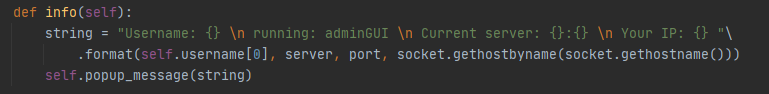 def info(self):
    string = "Username: {} \n running: adminGUI \n Current server: {}:{} \n Your IP: {} "\
        .format(self.username[0], server, port, socket.gethostbyname(socket.gethostname()))
    self.popup_message(string)